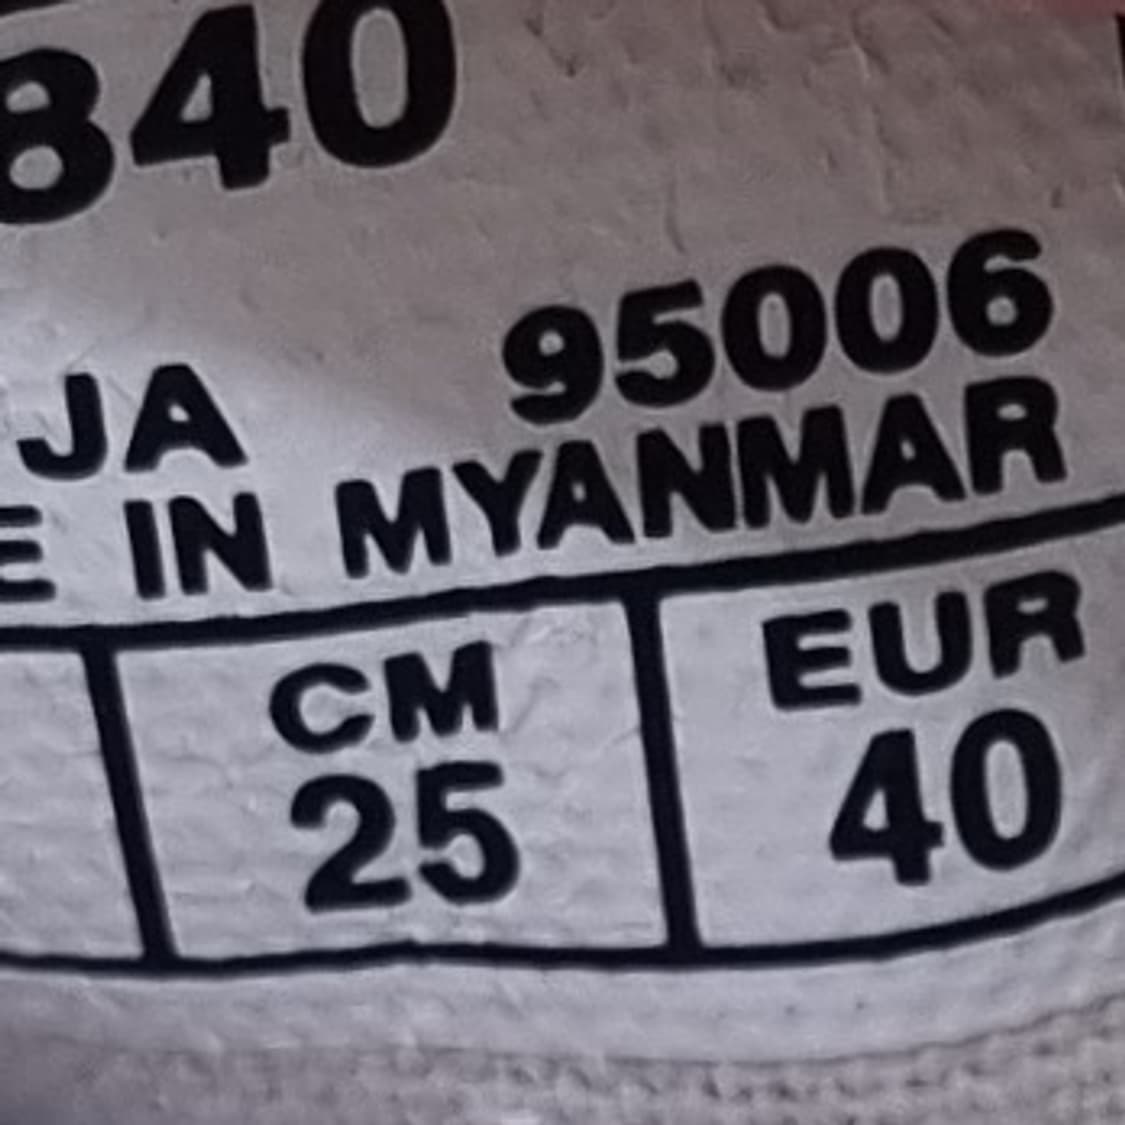 840
JA 95006
E IN MYANMAR
CM EUR
25 40